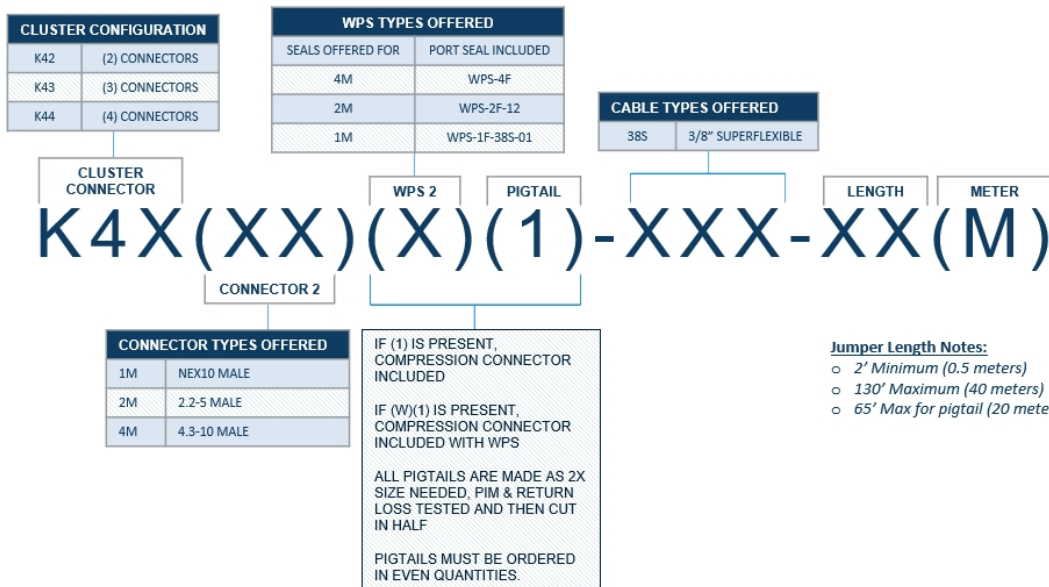 CLUSTER CONFIGURATION
K42 (2) CONNECTORS
K43 (3) CONNECTORS
K44 (4) CONNECTORS
WPS TYPES OFFERED
SEALS OFFERED FOR PORT SEAL INCLUDED
4M WPS-4F
2M WPS-2F-12
1M WPS-1F-38S-01
CABLE TYPES OFFERED
38S 3/8" SUPERFLEXIBLE
CLUSTER
CONNECTOR
WPS 2
PIGTAIL
LENGTH
METER
K4X(XX)(X)(1)-XXX-XX(M)
CONNECTOR 2
CONNECTOR TYPES OFFERED
1M NEX10 MALE
2M 2.2-5 MALE
4M 4.3-10 MALE
IF (1) IS PRESENT,
COMPRESSION CONNECTOR
INCLUDED
IF (W)(1) IS PRESENT,
COMPRESSION CONNECTOR
INCLUDED WITH WPS
ALL PIGTAILS ARE MADE AS 2X
SIZE NEEDED, PIM & RETURN
LOSS TESTED AND THEN CUT
IN HALF
PIGTAILS MUST BE ORDERED
IN EVEN QUANTITIES.
Jumper Length Notes:
o 2' Minimum (0.5 meters)
o 130' Maximum (40 meters)
o 65' Max for pigtail (20 mete